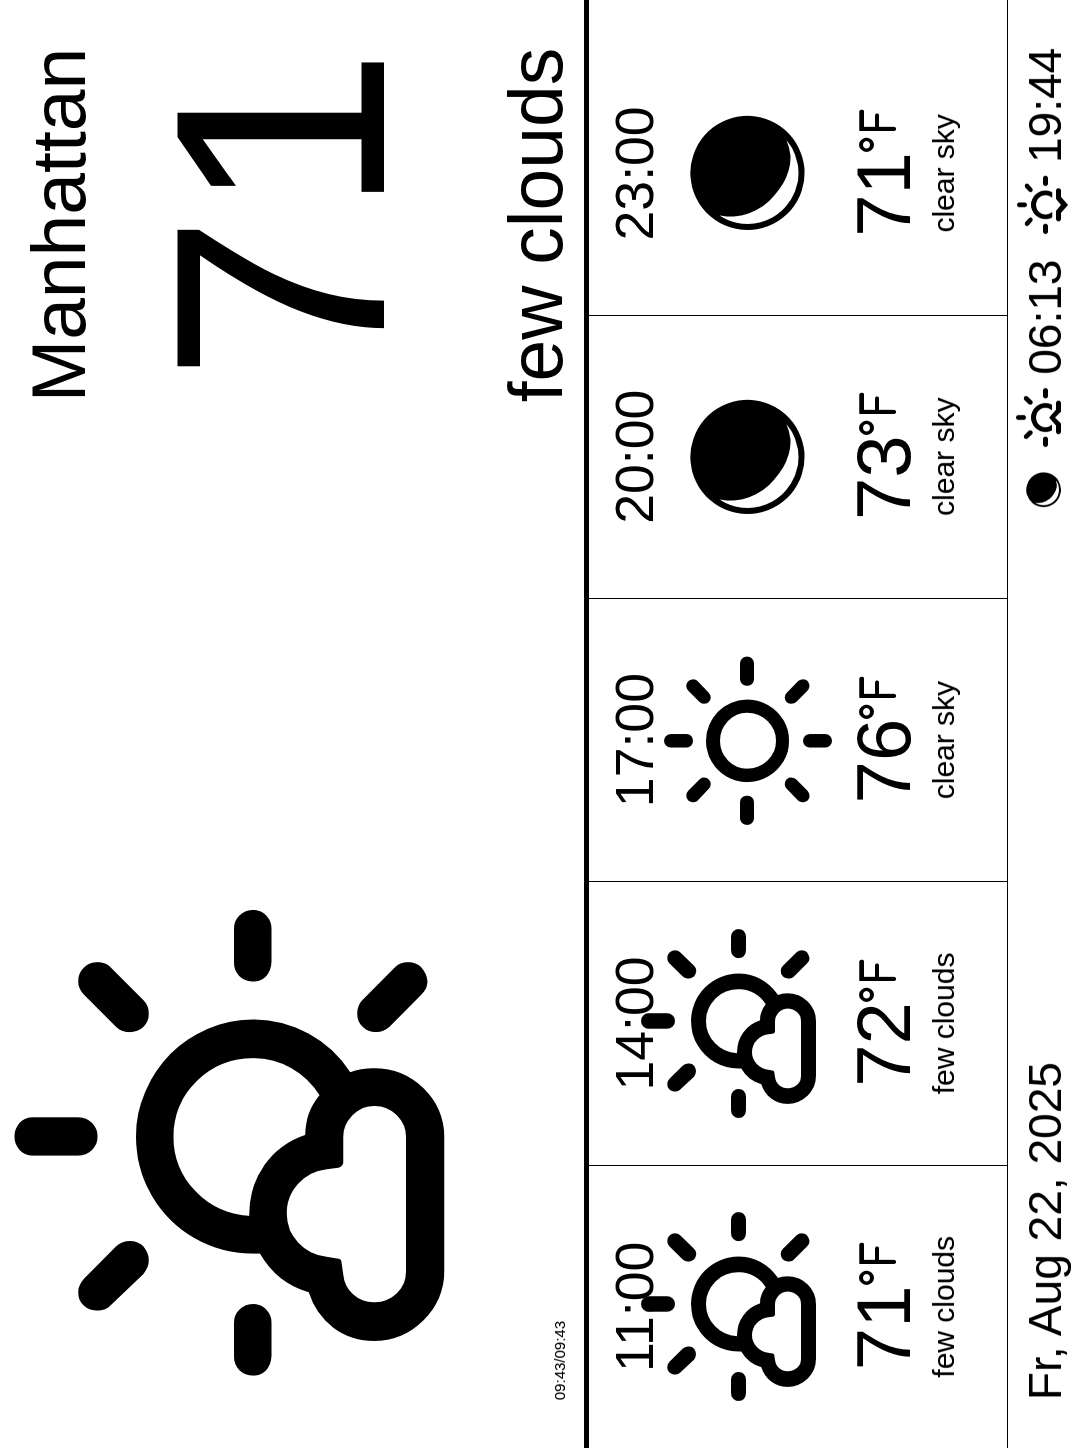 Manhattan
71
few clouds
09:43/09:43
11:00
71°F
few clouds
14:00
72°F
few clouds
17:00
76°F
clear sky
20:00
73°F
clear sky
23:00
71°F
clear sky
Fr, Aug 22, 2025
06:13
19:44